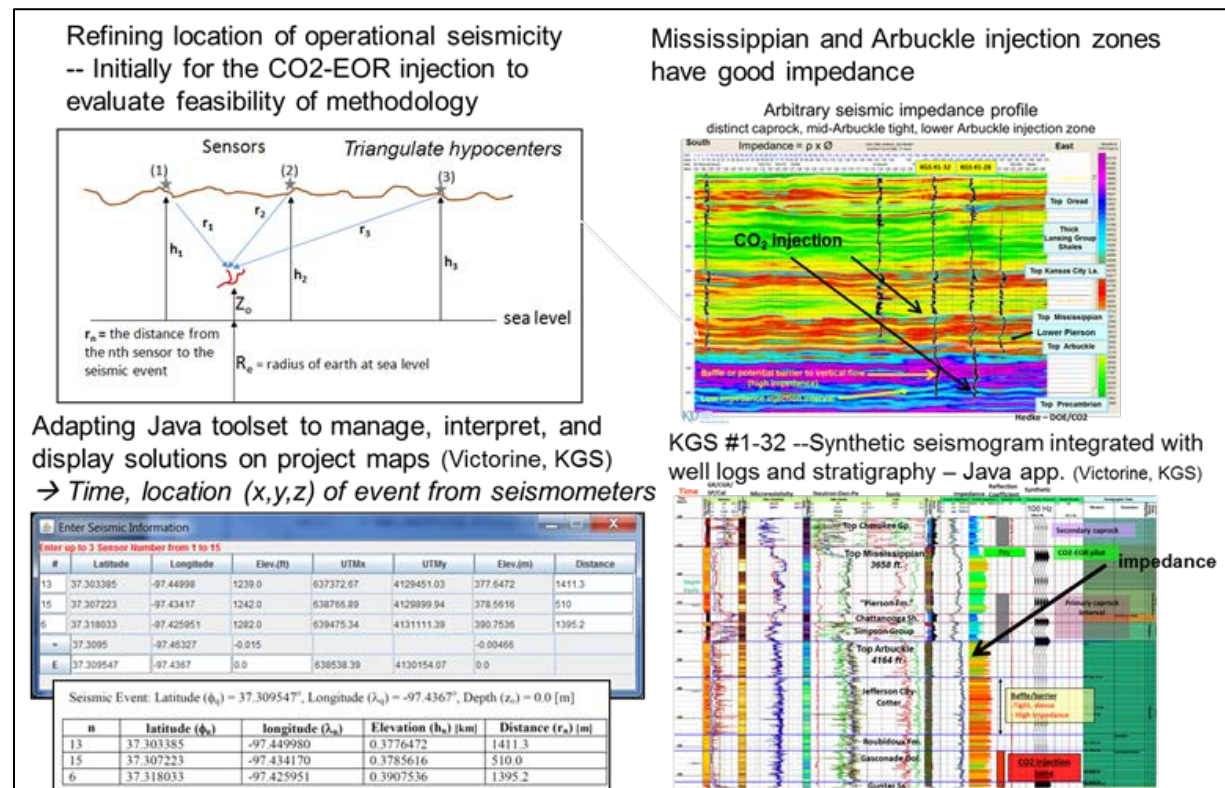 Refining location of operational seismicity
-- Initially for the CO2-EOR injection to
evaluate feasibility of methodology
Sensors
Triangulate hypocenters
(1)
(2)
(3)
r1
r2
r3
h1
h2
h3
Zo
sea level
rn = the distance from
the nth sensor to the
seismic event
Re = radius of earth at sea level
Adapting Java toolset to manage, interpret, and
display solutions on project maps (Victorine, KGS)
→ Time, location (x,y,z) of event from seismometers
Enter Seismic Information
Enter up to 3 Sensor Number from 1 to 15
# Latitude Longitude Elev.(ft) UTMx UTMy Elev.(m) Distance
13 37.303385 -97.44998 1239.0 637372.67 4129451.03 377.6472 1411.3
15 37.307223 -97.43417 1242.0 638766.89 4129899.94 378.5616 510
6 37.318033 -97.425951 1282.0 639475.34 4131111.39 390.7536 1395.2
= 37.3095 -97.46327 -0.015 -0.00466
E 37.309547 -97.4367 0.0 638538.39 4130154.07 0.0
Seismic Event: Latitude (ϕq) = 37.309547°, Longitude (λq) = -97.4367°, Depth (zo) = 0.0 [m]
n latitude (ϕn) longitude (λn) Elevation (hn) [km] Distance (rn) [m]
13 37.303385 -97.449980 0.3776472 1411.3
15 37.307223 -97.434170 0.3785616 510.0
6 37.318033 -97.425951 0.3907536 1395.2
Mississippian and Arbuckle injection zones
have good impedance
Arbitrary seismic impedance profile
distinct caprock, mid-Arbuckle tight, lower Arbuckle injection zone
South
Impedance = ρ x Ø
East
KGS #1-32
KGS #1-28
Top Oread
Thick
Lansing Group
Shales
CO2 injection
Top Kansas City Ls.
Top Mississippian
Lower Pierson
Top Arbuckle
Baffle or potential barrier to vertical flow
(high impedance)
Low impedance injection interval
Top Precambrian
Hedke – DOE/CO2
KGS #1-32 --Synthetic seismogram integrated with
well logs and stratigraphy – Java app. (Victorine, KGS)
Time
Microresistivity
Sonic
Impedance
Reflection
Coefficient
Synthetic
100 Hz
Top Cherokee Gp.
Secondary caprock
Top Mississippian
3658 ft.
Pay
CO2-EOR pilot
impedance
"Pierson Fm."
Chattanooga Sh.
Simpson Group
Primary caprock
interval
Top Arbuckle
4164 ft.
Jefferson City-
Cotter
Baffle/barrier
-Tight, dense
- High impedance
Roubidoux Fm.
Gasconade Dol.
CO2 Injection
zone
Gunter Ss.